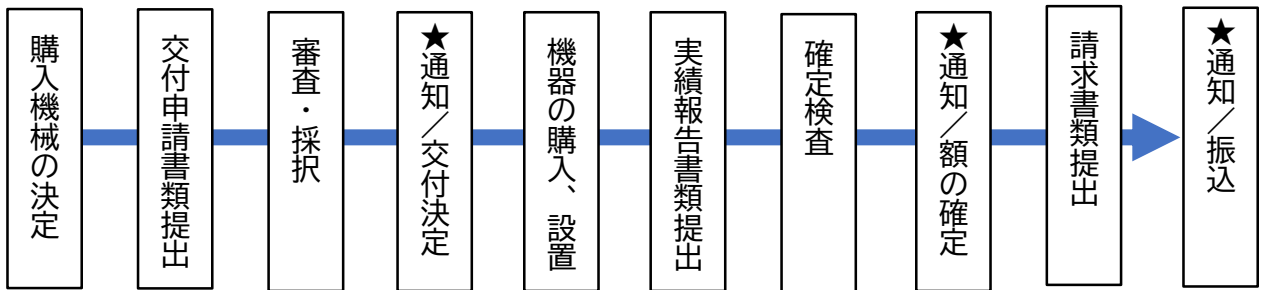 購入機械の決定
交付申請書類提出
審査・採択
★通知／交付決定
機器の購入、設置
実績報告書類提出
確定検査
★通知／額の確定
請求書類提出
★通知／振込